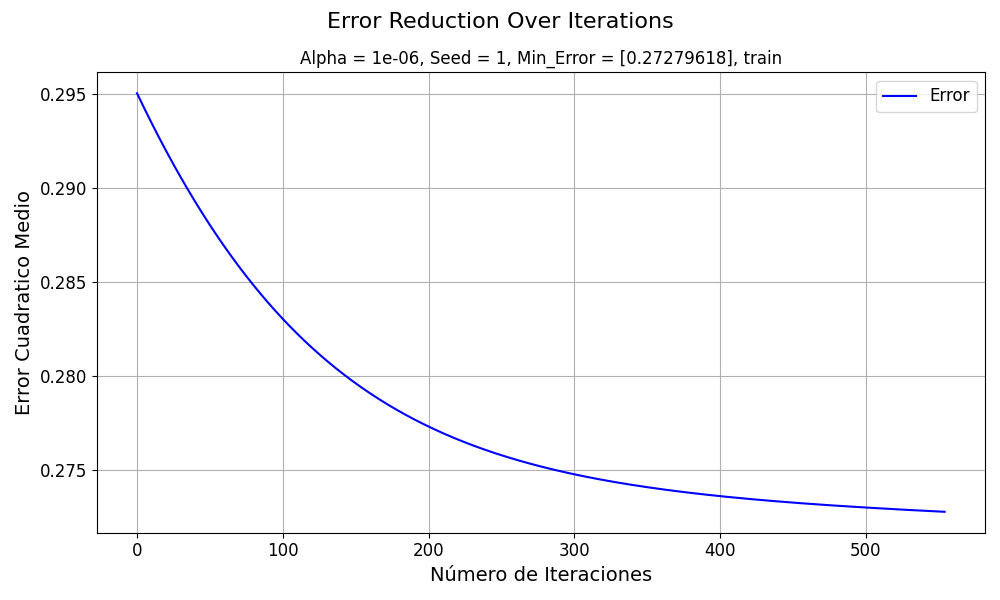 Error Reduction Over Iterations
Alpha = 1e-06, Seed = 1, Min_Error = [0.27279618], train
Error
Error Cuadratico Medio
0.295
0.290
0.285
0.280
0.275
0 100 200 300 400 500
Número de Iteraciones